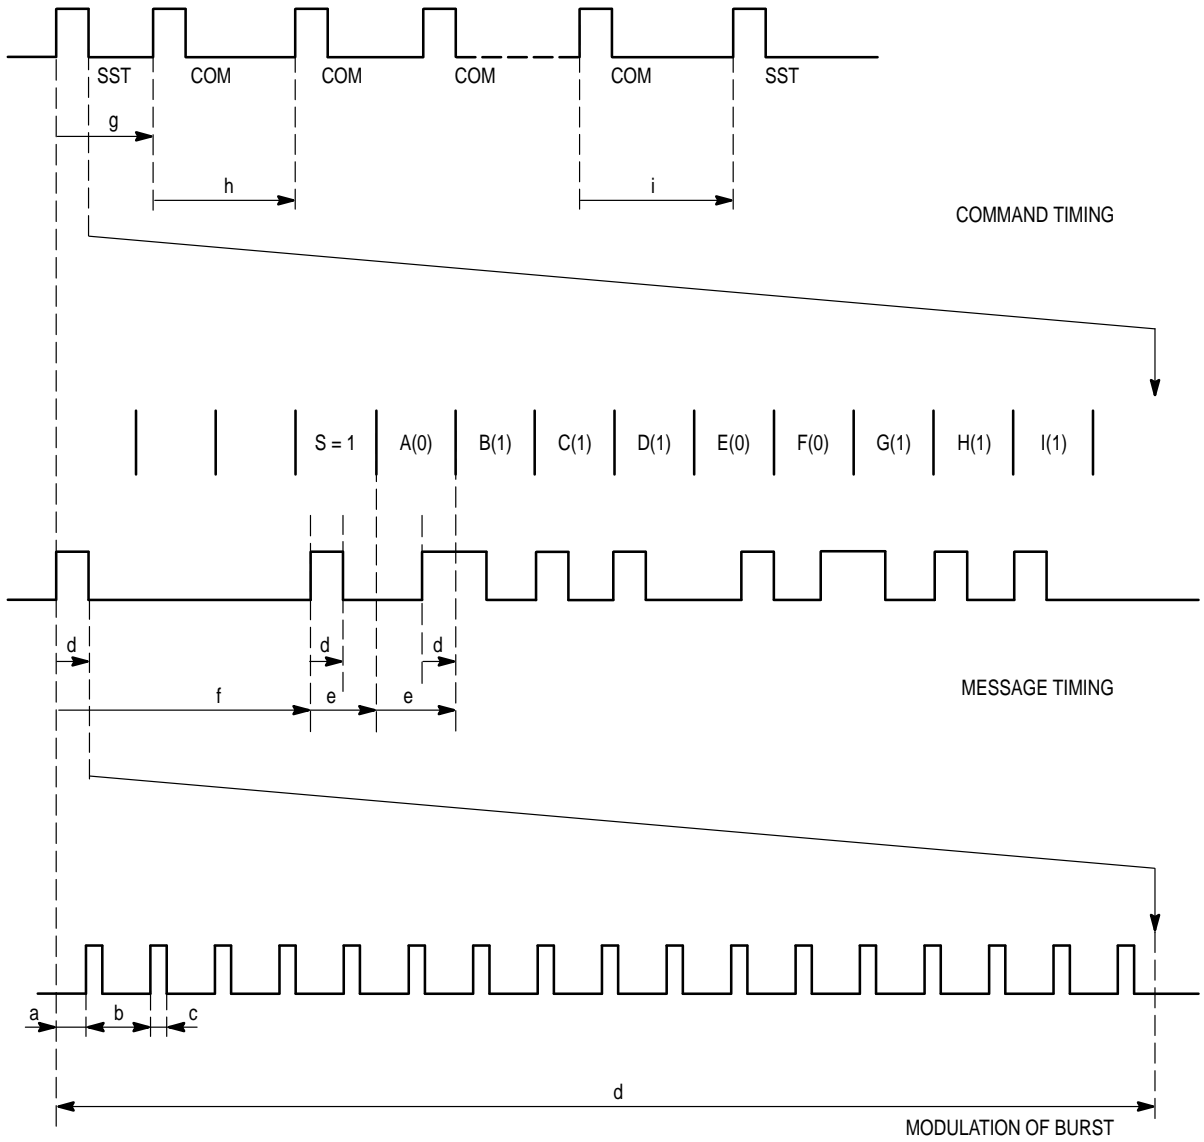 SST COM COM COM COM SST
g
h i
COMMAND TIMING
S = 1 A(0) B(1) C(1) D(1) E(0) F(0) G(1) H(1) I(1)
d d d
MESSAGE TIMING
f e e
a b c
d
MODULATION OF BURST